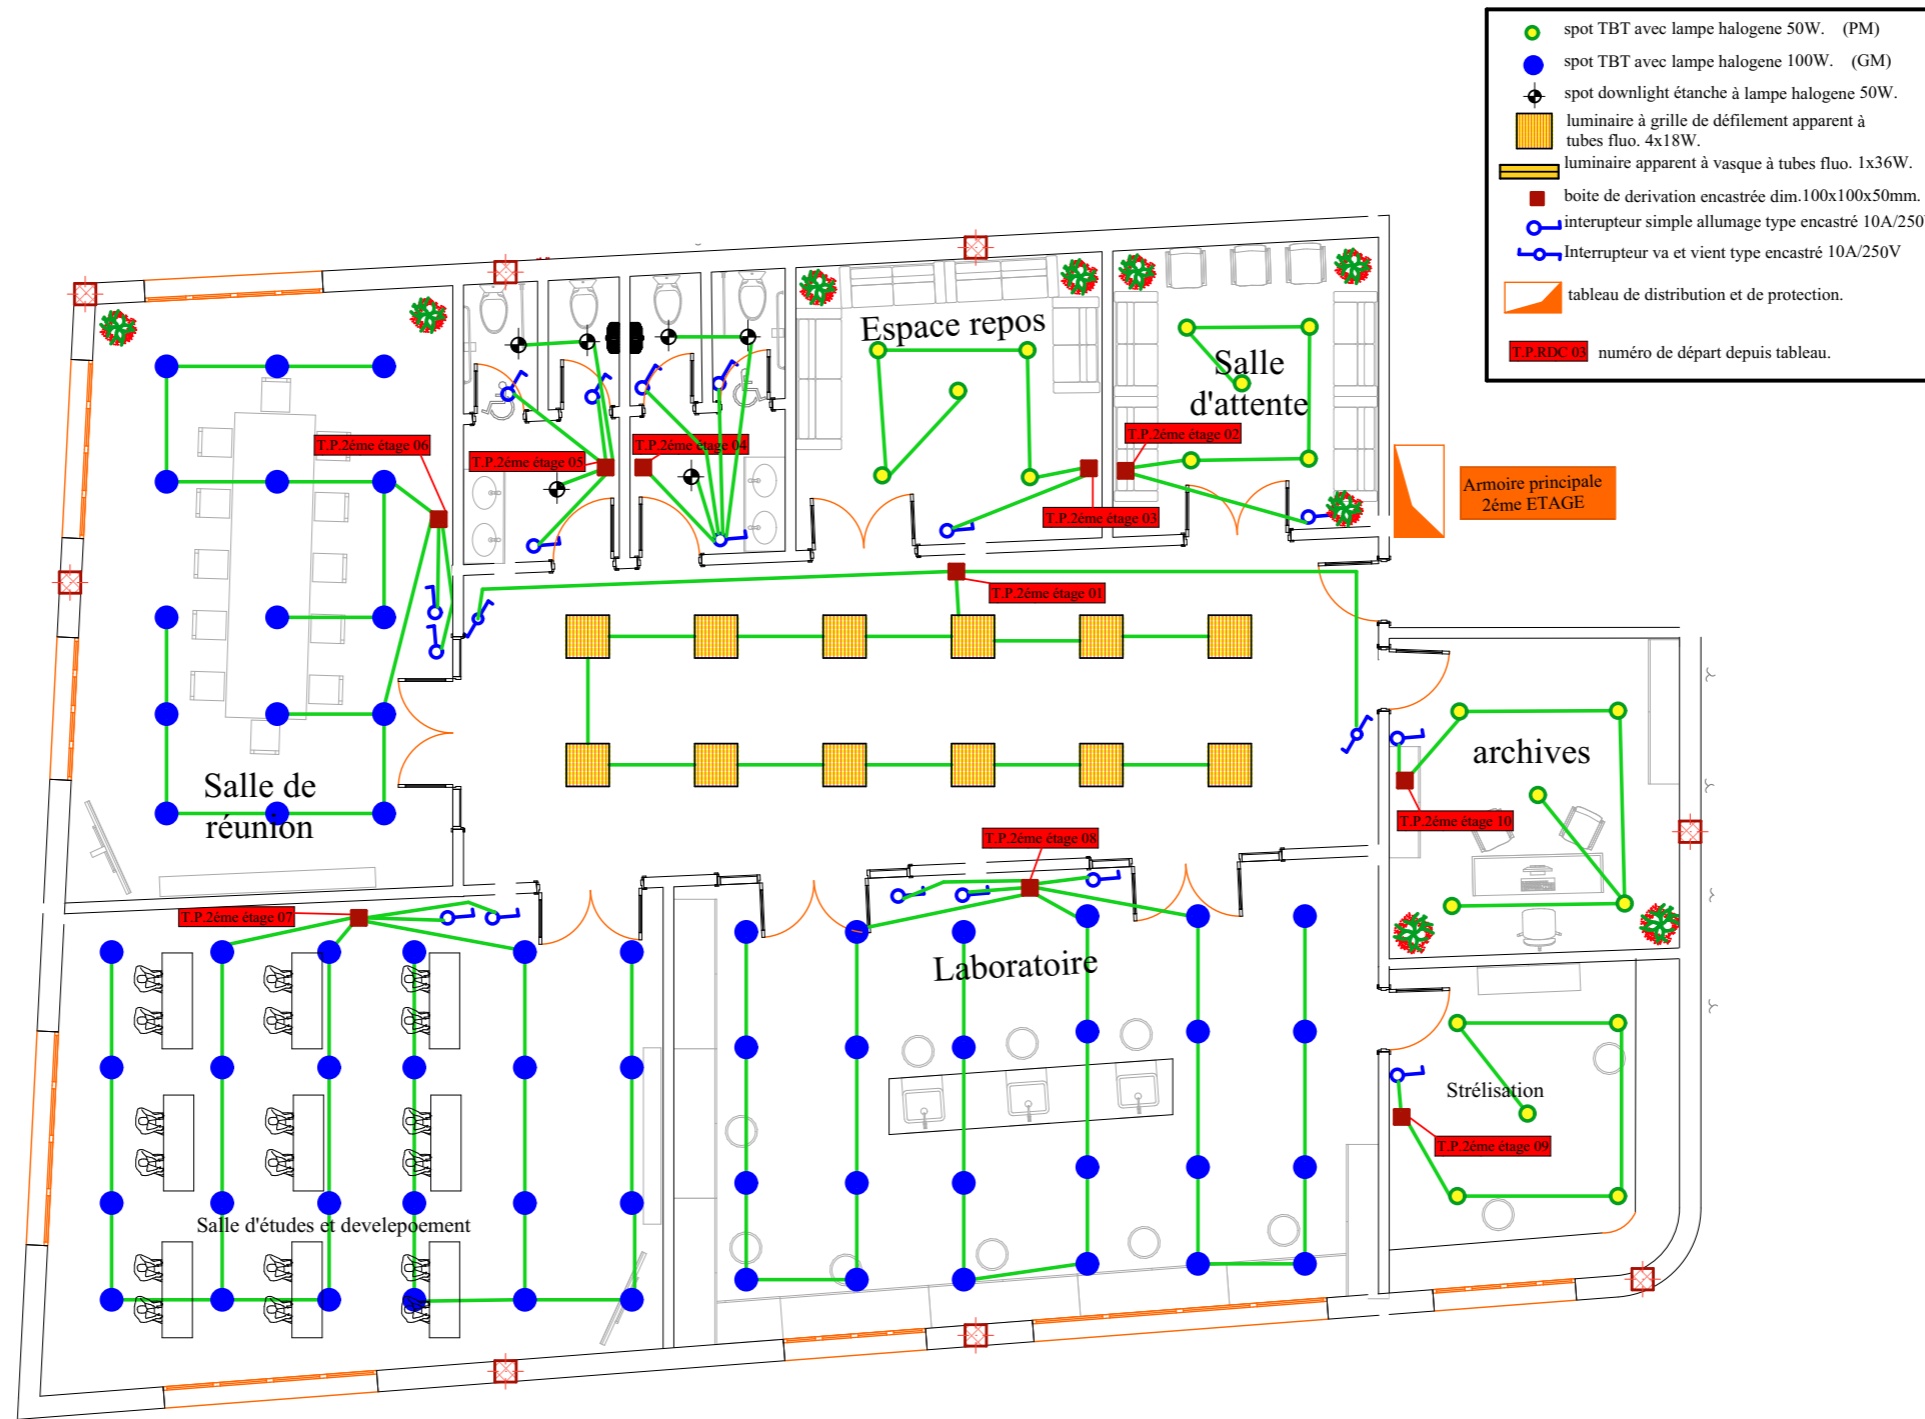 spot TBT avec lampe halogene 50W. (PM)
spot TBT avec lampe halogene 100W. (GM)
spot downlight étanche à lampe halogene 50W.
luminaire à grille de défilement apparent à
tubes fluo. 4x18W.
luminaire apparent à vasque à tubes fluo. 1x36W.
boite de derivation encastrée dim.100x100x50mm.
interupteur simple allumage type encastré 10A/250
Interrupteur va et vient type encastré 10A/250V
tableau de distribution et de protection.
T.P.RDC 03 numéro de départ depuis tableau.
Espace repos
Salle
d'attente
T.P.2éme étage 06
T.P.2éme étage 05
T.P.2éme étage 04
T.P.2éme étage 02
T.P.2éme étage 03
Armoire principale
2éme ETAGE
T.P.2éme étage 01
archives
Salle de
réunion
T.P.2éme étage 10
T.P.2éme étage 08
T.P.2éme étage 07
Laboratoire
Strélisation
T.P.2éme étage 09
Salle d'études et develepoement